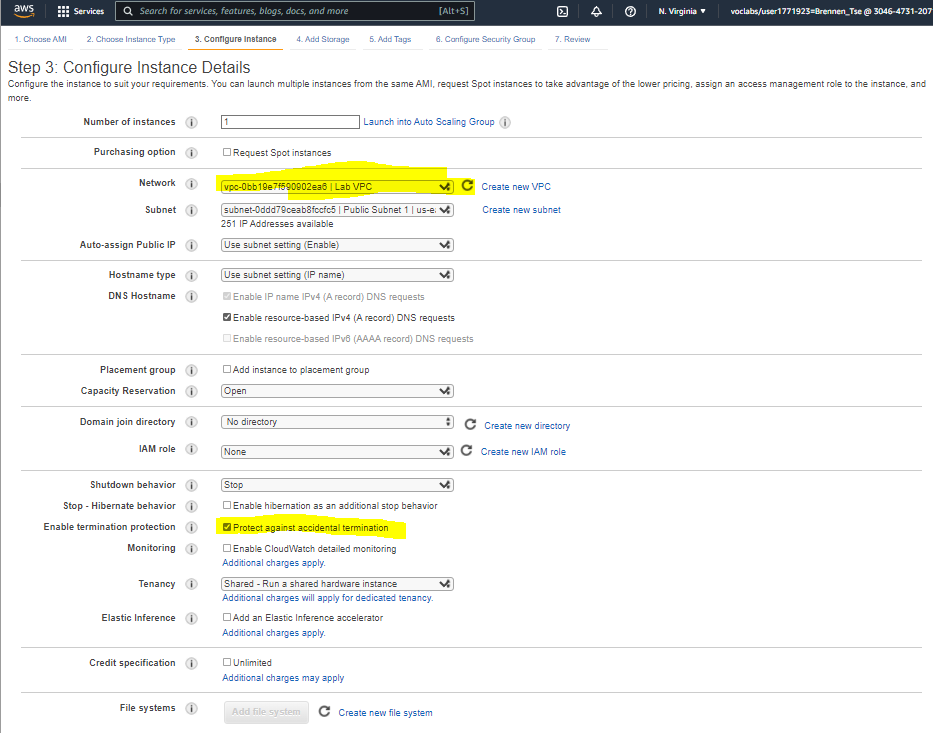 aws Services Search for services, features, blogs, docs, and more [Alt+S] N. Virginia voclabs/user1771923=Brennen_Tse @ 3046-4731-207
1. Choose AMI 2. Choose Instance Type 3. Configure Instance 4. Add Storage 5. Add Tags 6. Configure Security Group 7. Review
Step 3: Configure Instance Details
Configure the instance to suit your requirements. You can launch multiple instances from the same AMI, request Spot instances to take advantage of the lower pricing, assign an access management role to the instance, and
more.
Number of instances 1 Launch into Auto Scaling Group
Purchasing option Request Spot instances
Network vpc-0bb19e7f590902ea6 | Lab VPC Create new VPC
Subnet subnet-0ddd79ceab8fccfc5 | Public Subnet 1 | us-ea Create new subnet
251 IP Addresses available
Auto-assign Public IP Use subnet setting (Enable)
Hostname type Use subnet setting (IP name)
DNS Hostname Enable IP name IPv4 (A record) DNS requests
Enable resource-based IPv4 (A record) DNS requests
Enable resource-based IPv6 (AAAA record) DNS requests
Placement group Add instance to placement group
Capacity Reservation Open
Domain join directory No directory Create new directory
IAM role None Create new IAM role
Shutdown behavior Stop
Stop - Hibernate behavior Enable hibernation as an additional stop behavior
Enable termination protection Protect against accidental termination
Monitoring Enable CloudWatch detailed monitoring
Additional charges apply.
Tenancy Shared - Run a shared hardware instance
Additional charges will apply for dedicated tenancy.
Elastic Inference Add an Elastic Inference accelerator
Additional charges apply.
Credit specification Unlimited
Additional charges may apply
File systems Add file system Create new file system